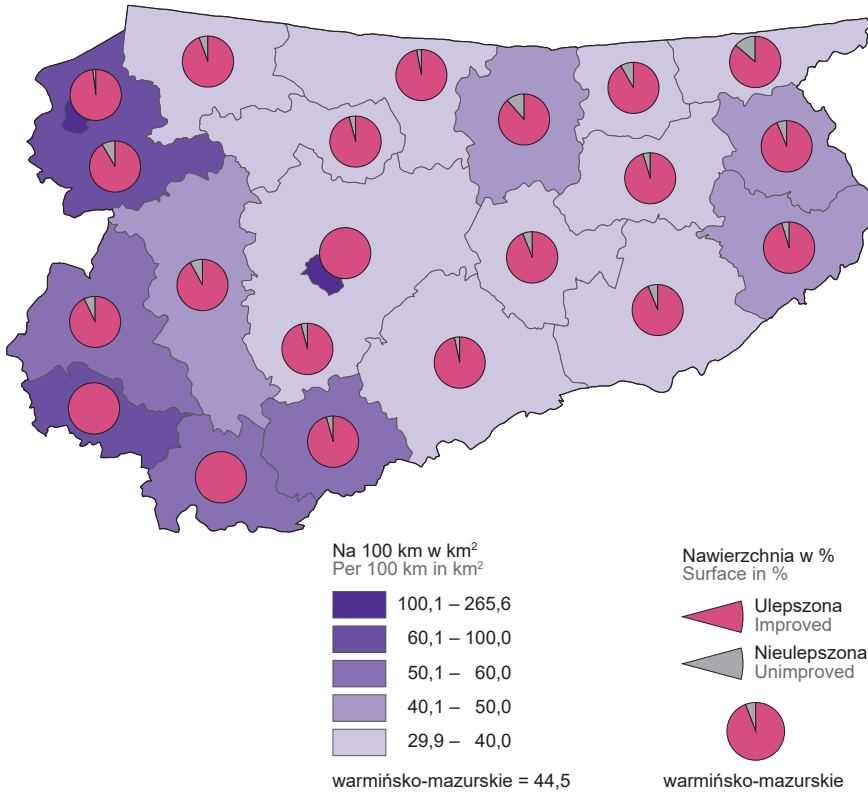 Na 100 km w km²
Per 100 km in km²
100,1 – 265,6
60,1 – 100,0
50,1 – 60,0
40,1 – 50,0
29,9 – 40,0
warmińsko-mazurskie = 44,5
Nawierzchnia w %
Surface in %
Ulepszona
Improved
Nieulepszona
Unimproved
warmińsko-mazurskie